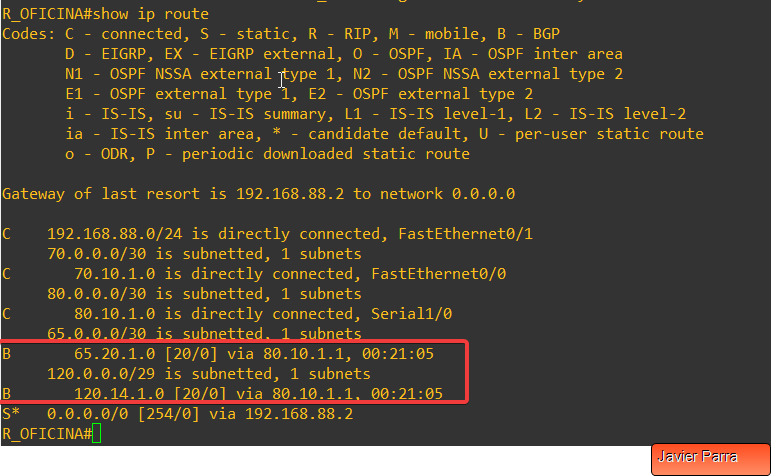 R_OFICINA#show ip route
Codes: C - connected, S - static, R - RIP, M - mobile, B - BGP
       D - EIGRP, EX - EIGRP external, O - OSPF, IA - OSPF inter area
       N1 - OSPF NSSA external type 1, N2 - OSPF NSSA external type 2
       E1 - OSPF external type 1, E2 - OSPF external type 2
       i - IS-IS, su - IS-IS summary, L1 - IS-IS level-1, L2 - IS-IS level-2
       ia - IS-IS inter area, * - candidate default, U - per-user static route
       o - ODR, P - periodic downloaded static route
Gateway of last resort is 192.168.88.2 to network 0.0.0.0
C    192.168.88.0/24 is directly connected, FastEthernet0/1
     70.0.0.0/30 is subnetted, 1 subnets
C       70.10.1.0 is directly connected, FastEthernet0/0
     80.0.0.0/30 is subnetted, 1 subnets
C       80.10.1.0 is directly connected, Serial1/0
     65.0.0.0/30 is subnetted, 1 subnets
B       65.20.1.0 [20/0] via 80.10.1.1, 00:21:05
     120.0.0.0/29 is subnetted, 1 subnets
B       120.14.1.0 [20/0] via 80.10.1.1, 00:21:05
S*   0.0.0.0/0 [254/0] via 192.168.88.2
R_OFICINA#
Javier Parra